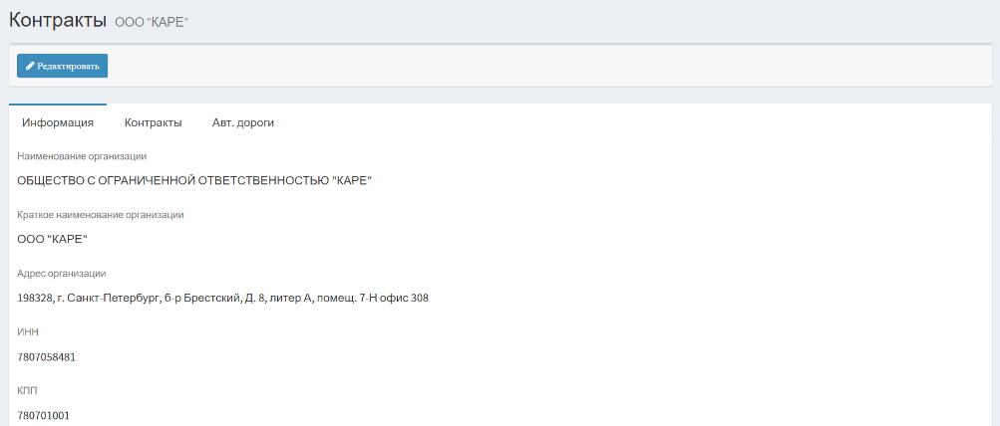 Контракты ООО "КАРЕ"
Редактировать
Информация Контракты Авт. дороги
Наименование организации
ОБЩЕСТВО С ОГРАНИЧЕННОЙ ОТВЕТСТВЕННОСТЬЮ "КАРЕ"
Краткое наименование организации
ООО "КАРЕ"
Адрес организации
198328, г. Санкт-Петербург, б-р Брестский, Д. 8, литер А, помещ. 7-Н офис 308
ИНН
7807058481
КПП
780701001